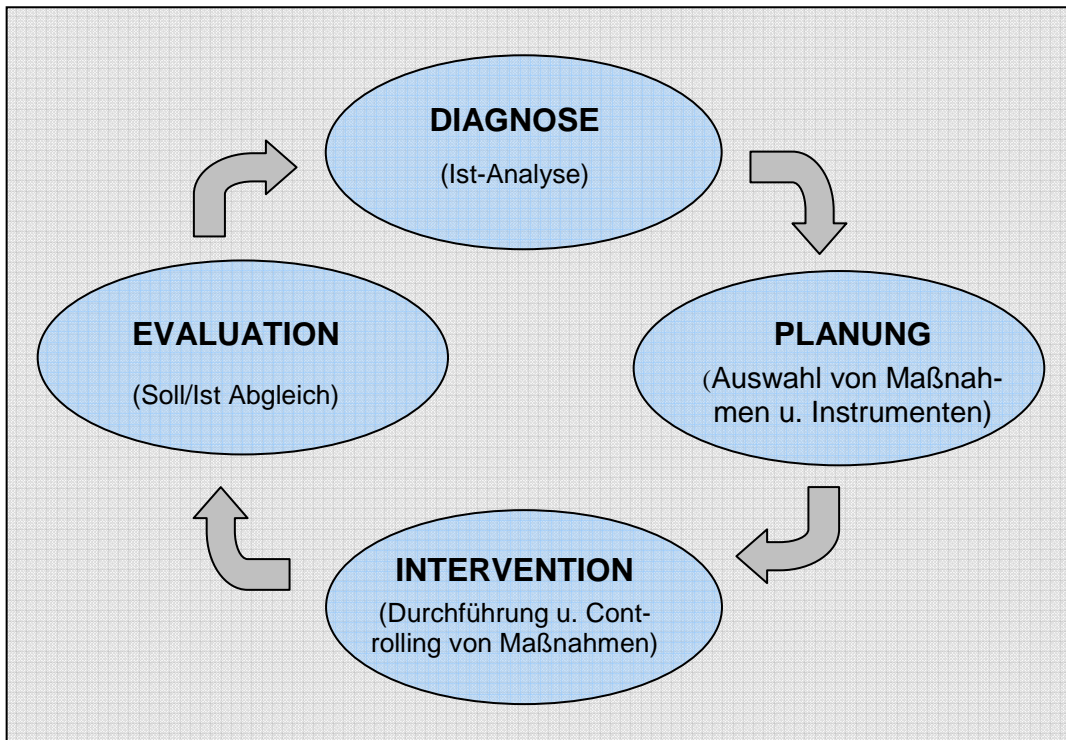 DIAGNOSE
(Ist-Analyse)
EVALUATION
(Soll/Ist Abgleich)
PLANUNG
(Auswahl von Maßnah-
men u. Instrumenten)
INTERVENTION
(Durchführung u. Cont-
rolling von Maßnahmen)